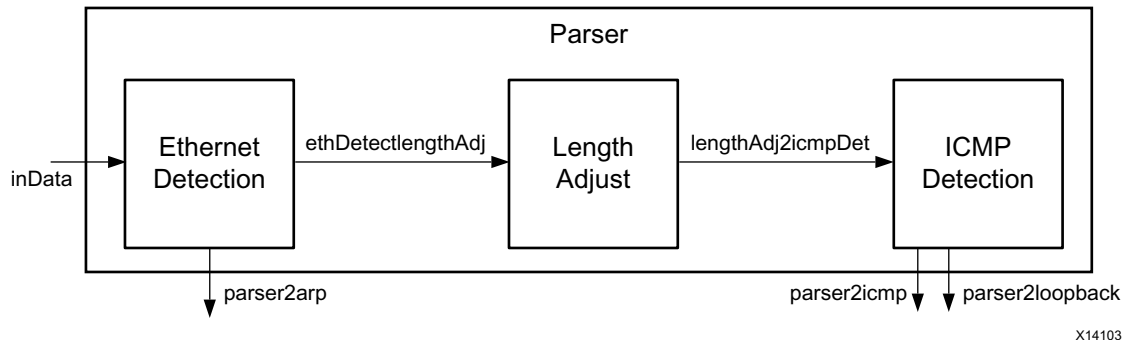 Parser
Ethernet
Detection
ethDetectlengthAdj
Length
Adjust
lengthAdj2icmpDet
ICMP
Detection
inData
parser2arp
parser2icmp
parser2loopback
X14103